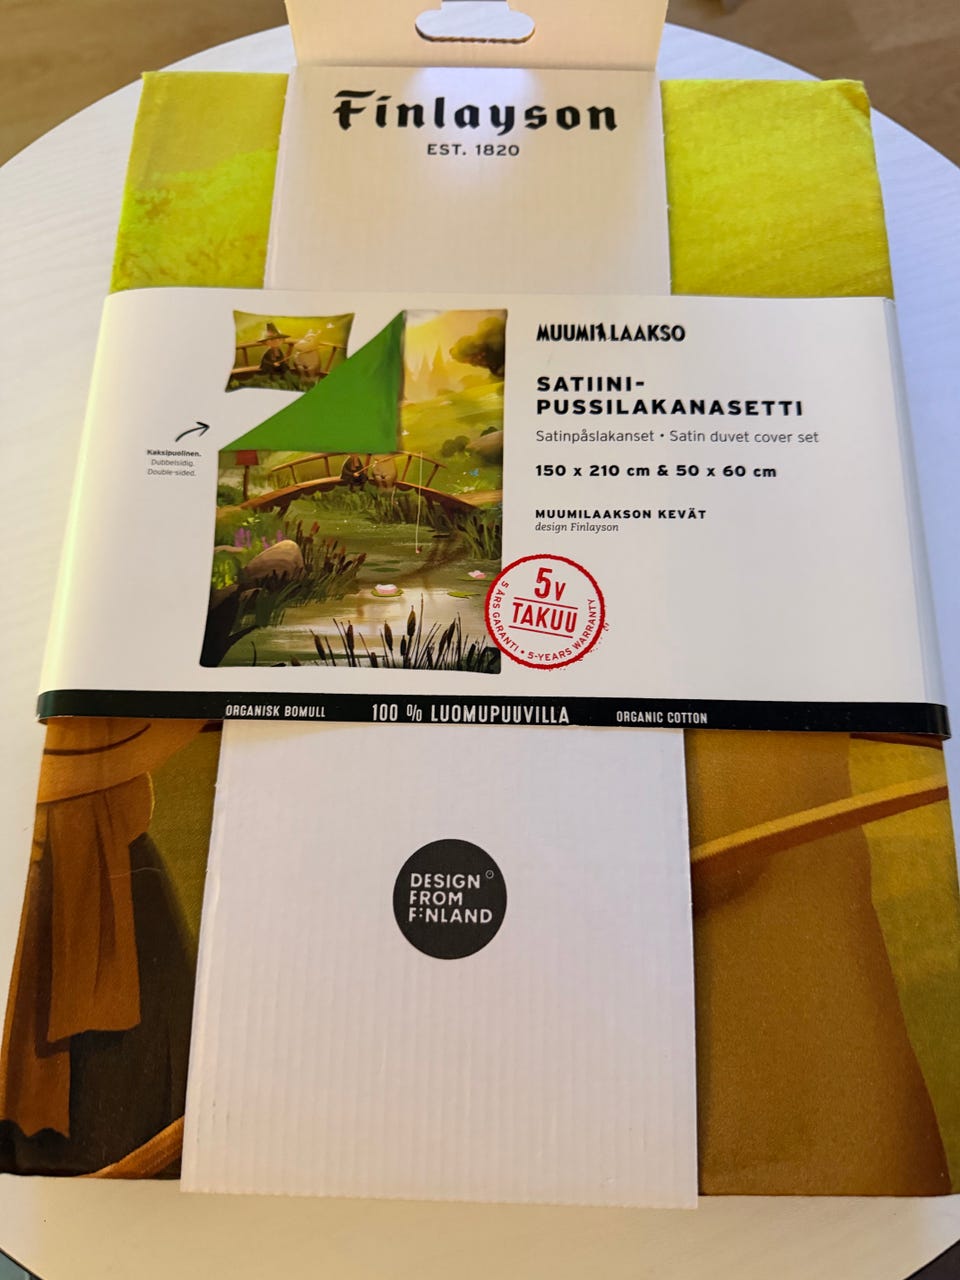 Finlayson
EST. 1820
MUUMILAAKSO
SATIINI-
PUSSILAKANASETTI
Satinpåslakanset • Satin duvet cover set
150 x 210 cm & 50 x 60 cm
MUUMILAAKSON KEVÄT
design Finlayson
Kaksipuolinen.
Dubbelsidig.
Double-sided.
5V
TAKUU
5 ÅRS GARANTI • 5-YEARS WARRANTY
ORGANISK BOMULL 100 % LUOMUPUUVILLA ORGANIC COTTON
DESIGN
FROM
FINLAND